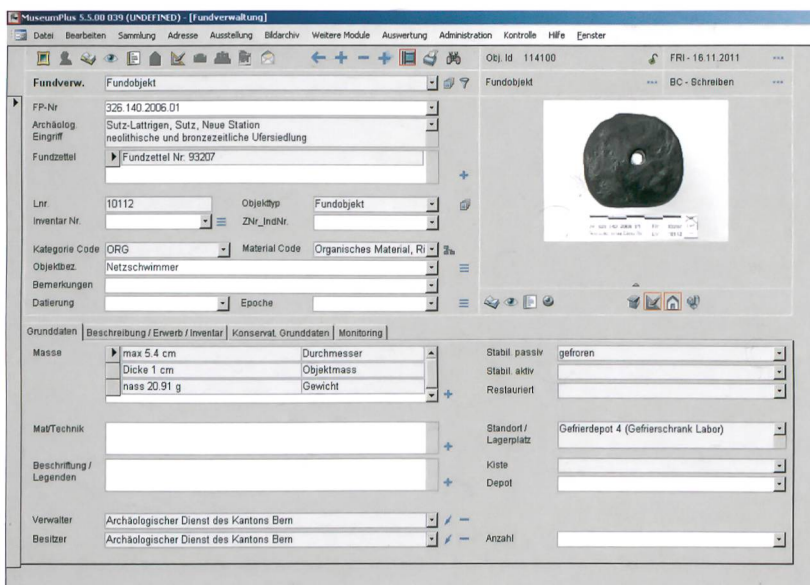 MuseumPlus 5.5.00 039 (UNDEFINED) - [Fundverwaltung]
Datei Bearbeiten Sammlung Adresse Ausstellung Bildarchiv Weitere Module Auswertung Administration Kontrolle Hilfe Fenster
Obj. Id 114100 FRI - 16.11.2011
Fundverw. Fundobjekt Fundobjekt BC - Schreiben
FP-Nr 326.140.2006.01
Archäolog. Eingriff Sutz-Lattrigen, Sutz, Neue Station
neolithische und bronzezeitliche Ufersiedlung
Fundzettel Fundzettel Nr. 93207
Lnr. 10112 Objekttyp Fundobjekt
Inventar Nr. ZNr_IndNr.
Kategorie Code ORG Material Code Organisches Material, Ri
Objektbez. Netzschwimmer
Bemerkungen
Datierung Epoche
Grunddaten Beschreibung / Erwerb / Inventar Konservat. Grunddaten Monitoring
Masse max 5.4 cm Durchmesser Stabil. passiv gefroren
Dicke 1 cm Objektmass Stabil. aktiv
nass 20.91 g Gewicht Restauriert
Mat/Technik Standort / Lagerplatz Gefrierdepot 4 (Gefrierschrank Labor)
Beschriftung / Legenden Kiste
Depot
Verwalter Archäologischer Dienst des Kantons Bern
Besitzer Archäologischer Dienst des Kantons Bern Anzahl